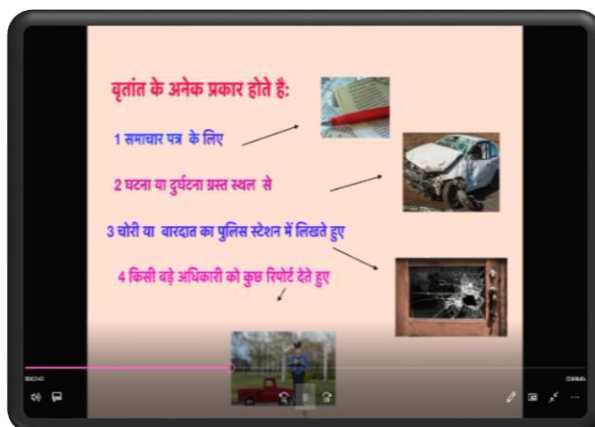 वृतांत के अनेक प्रकार होते है:
1 समाचार पत्र के लिए
2 घटना या दुर्घटना ग्रस्त स्थल से
3 चोरी या वारदात का पुलिस स्टेशन में लिखते हुए
4 किसी बड़े अधिकारी को कुछ रिपोर्ट देते हुए